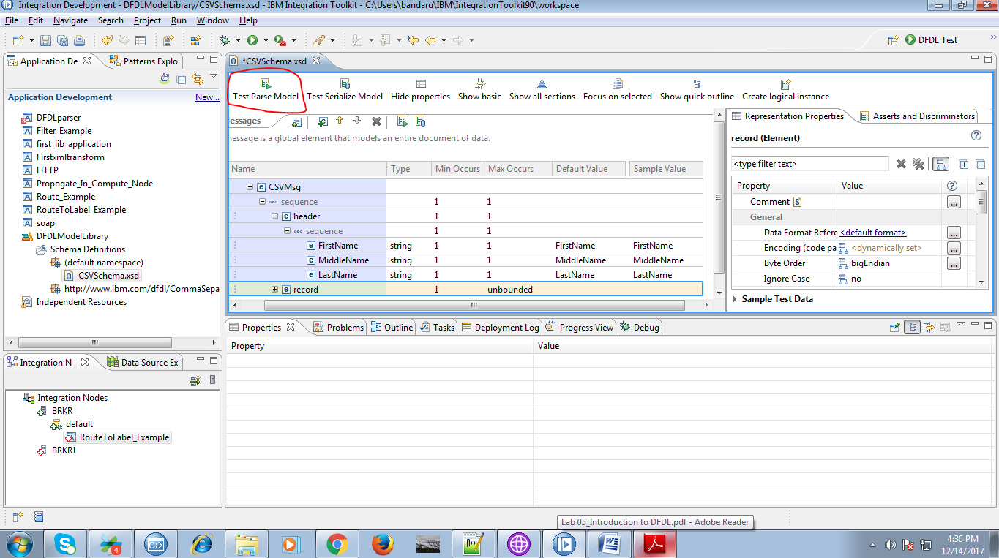 Integration Development - DFDLModelLibrary/CSVSchema.xsd - IBM Integration Toolkit - C:\Users\bandaru\IBM\IntegrationToolkit90\workspace
File Edit Navigate Search Project Run Window Help
DFDL Test
Application De
Patterns Explo
*CSVSchema.xsd
Application Development
New...
DFDLparser
Filter_Example
first_iib_application
Firstxmltransform
HTTP
Propogate_In_Compute_Node
Route_Example
RouteToLabel_Example
soap
DFDLModelLibrary
Schema Definitions
(default namespace)
CSVSchema.xsd
http://www.ibm.com/dfdl/CommaSepa
Independent Resources
Test Parse Model Test Serialize Model Hide properties Show basic Show all sections Focus on selected Show quick outline Create logical instance
essages
message is a global element that models an entire document of data.
Name Type Min Occurs Max Occurs Default Value Sample Value
CSVMsg
sequence 1 1
header 1 1
sequence 1 1
FirstName string 1 1 FirstName FirstName
MiddleName string 1 1 MiddleName MiddleName
LastName string 1 1 LastName LastName
record 1 unbounded
Representation Properties
Asserts and Discriminators
record (Element)
<type filter text>
Property Value
Comment
General
Data Format Refere <default format>
Encoding (code pa <dynamically set>
Byte Order bigEndian
Ignore Case no
Sample Test Data
Properties Problems Outline Tasks Deployment Log Progress View Debug
Property Value
Integration N
Data Source Ex
Integration Nodes
BRKR
default
RouteToLabel_Example
BRKR1
Lab 05_Introduction to DFDL.pdf - Adobe Reader
4
4:36 PM
12/14/2017